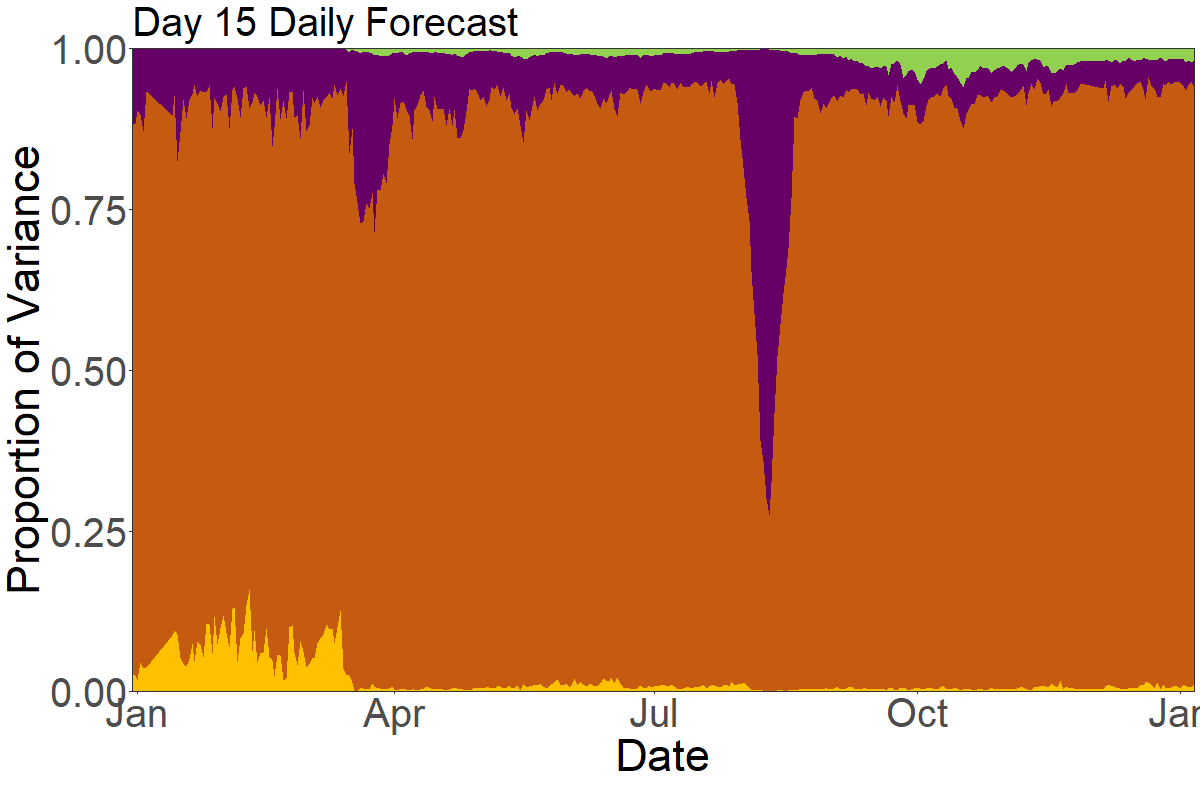 Day 15 Daily Forecast
Proportion of Variance
1.00
0.75
0.50
0.25
0.00
Jan
Apr
Jul
Oct
Jan
Date